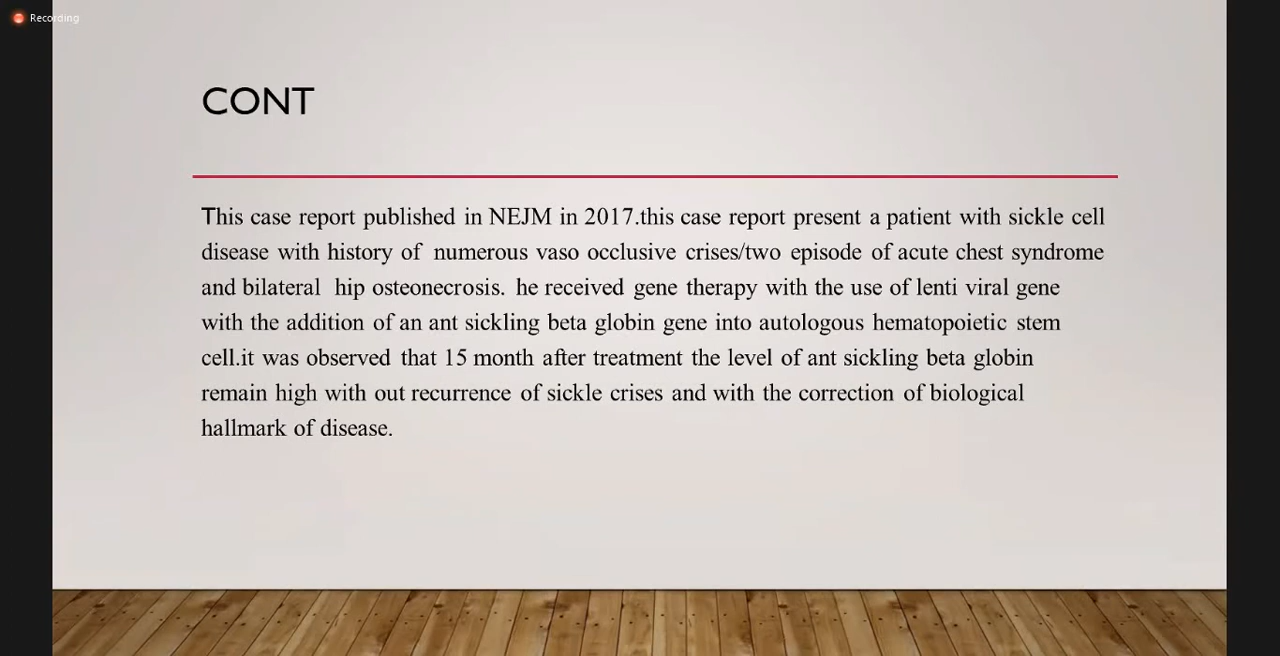 Recording
CONT
This case report published in NEJM in 2017.this case report present a patient with sickle cell
disease with history of numerous vaso occlusive crises/two episode of acute chest syndrome
and bilateral hip osteonecrosis. he received gene therapy with the use of lenti viral gene
with the addition of an ant sickling beta globin gene into autologous hematopoietic stem
cell.it was observed that 15 month after treatment the level of ant sickling beta globin
remain high with out recurrence of sickle crises and with the correction of biological
hallmark of disease.